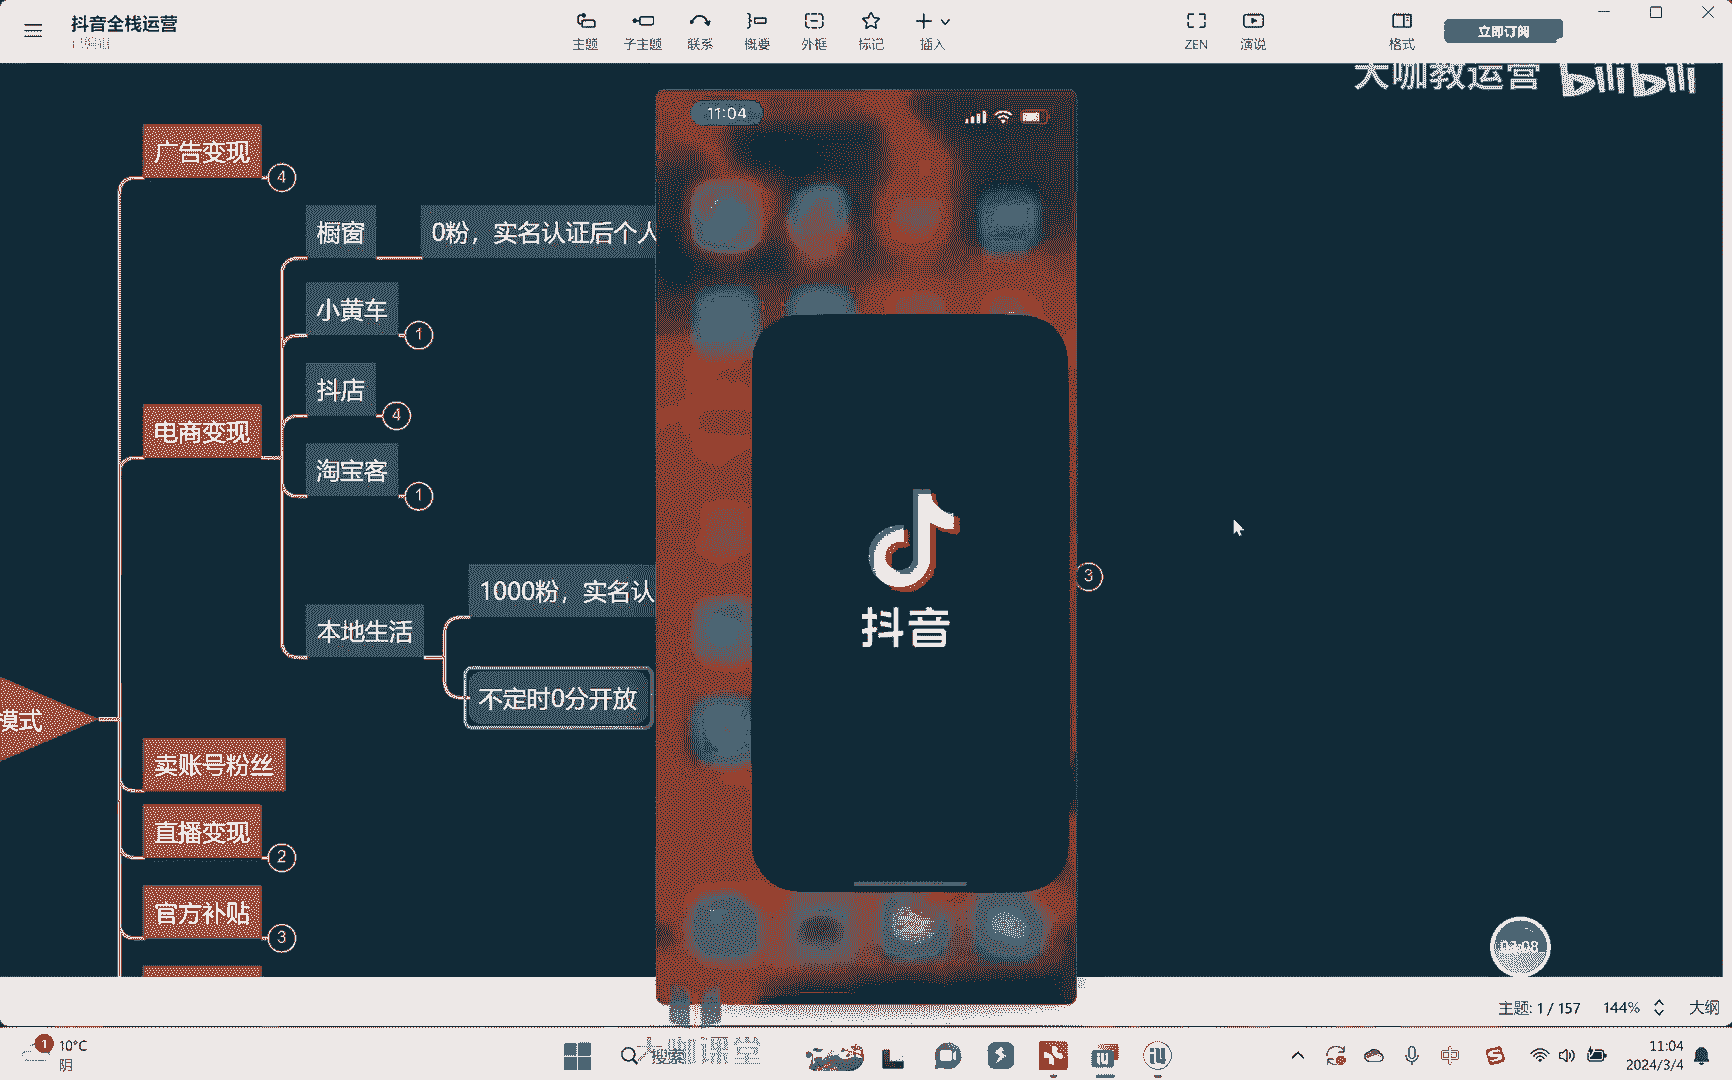 抖音全栈运营
已编辑
主题
子主题
联系
概要
外框
标记
插入
ZEN
演说
格式
立即订阅
大咖教运营 bilibili
11:04
广告变现
4
橱窗
0粉，实名认证后个人
小黄车
1
抖店
4
电商变现
淘宝客
1
抖音
1000粉，实名认
3
本地生活
不定时0分开放
模式
卖账号粉丝
直播变现
2
官方补贴
3
主题: 1 / 157
144%
大纲
1
10°C
阴
搜索
大咖课堂
中
11:04
2024/3/4